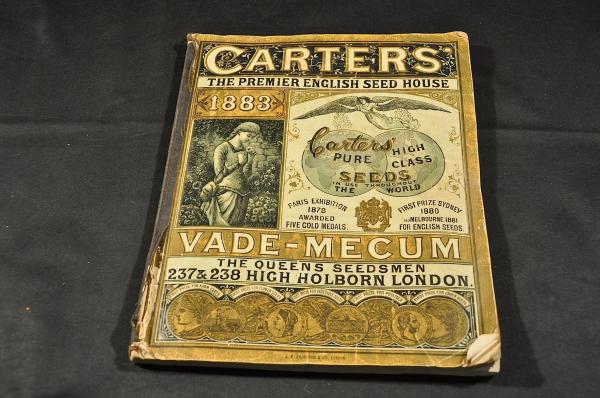 CARTERS'
THE PREMIER ENGLISH SEED HOUSE
1883
Carters'
PURE HIGH CLASS
SEEDS
IN USE THROUGHOUT
THE WORLD
PARIS EXHIBITION
1878
AWARDED
FIVE GOLD MEDALS.
FIRST PRIZE SYDNEY
1880
AND MELBOURNE 1881
FOR ENGLISH SEEDS.
VADE-MECUM
THE QUEENS SEEDSMEN
237 & 238 HIGH HOLBORN LONDON.